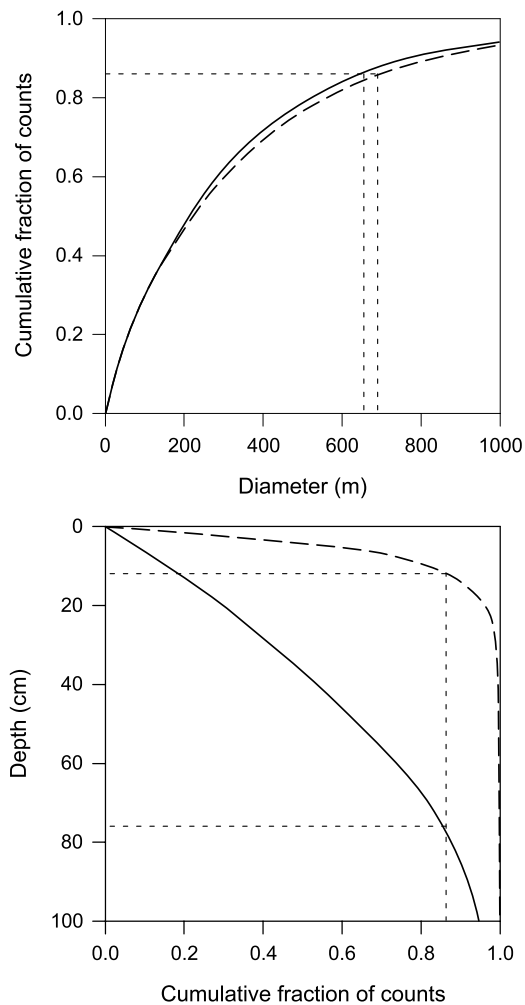 1.0
0.8
0.6
0.4
0.2
0.0
0 200 400 600 800 1000
Diameter (m)
Cumulative fraction of counts
0
20
40
60
80
100
0.0 0.2 0.4 0.6 0.8 1.0
Depth (cm)
Cumulative fraction of counts